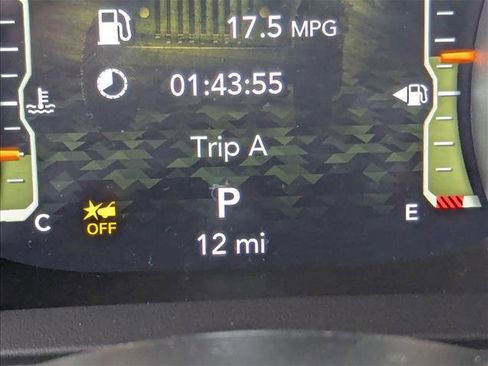 17.5 MPG
01:43:55
Trip A
P
C
E
OFF
12 mi